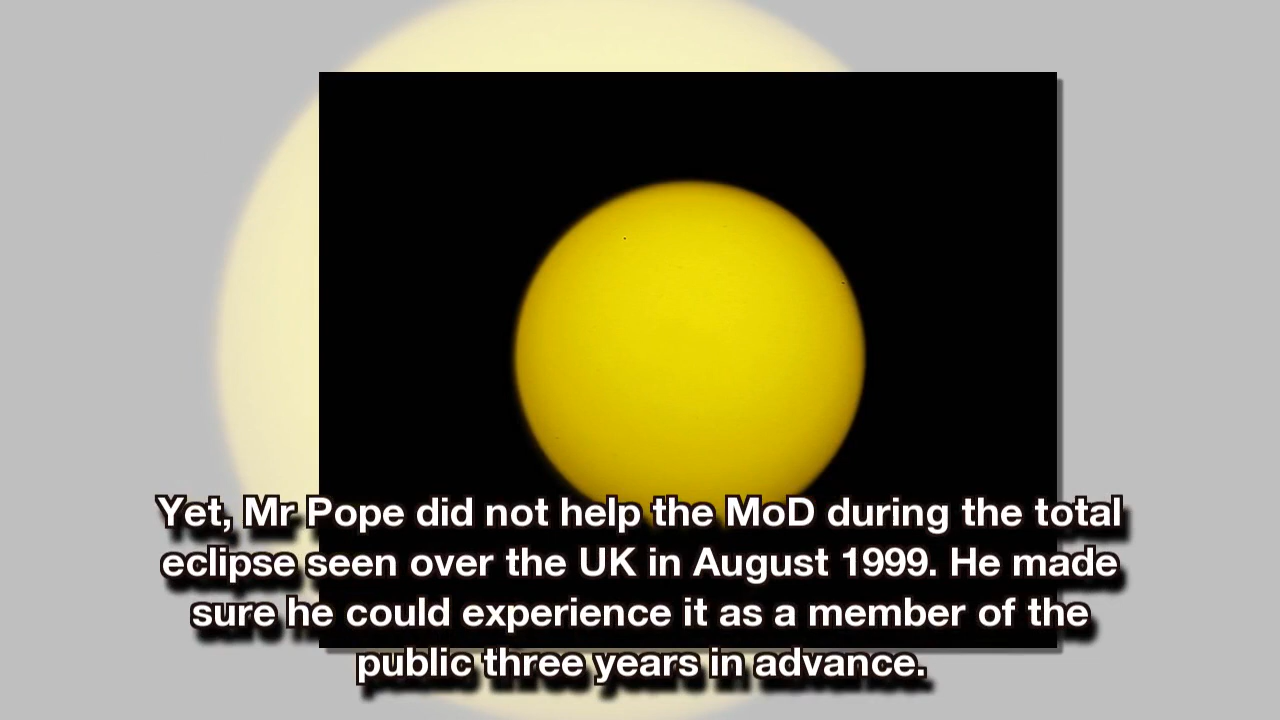 Yet, Mr Pope did not help the MoD during the total
eclipse seen over the UK in August 1999. He made
sure he could experience it as a member of the
public three years in advance.